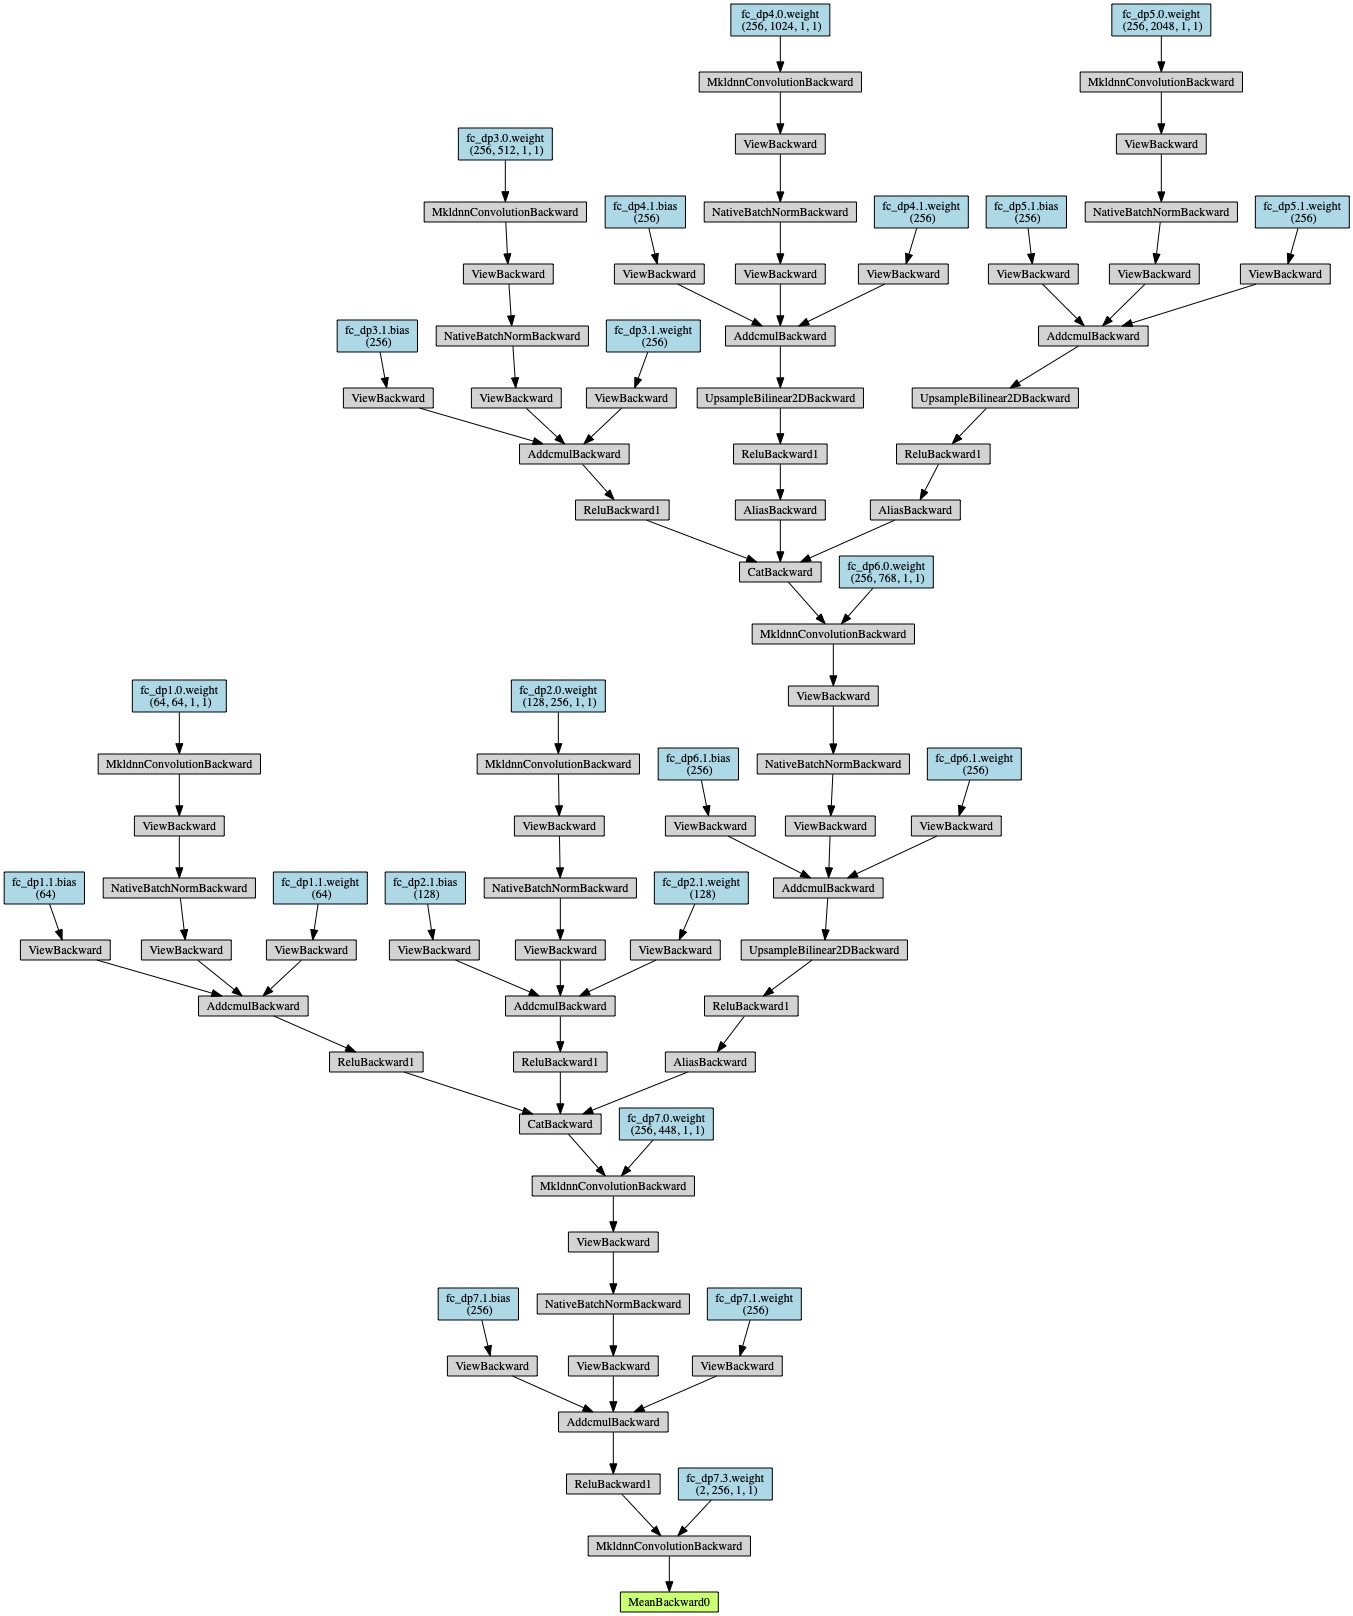 fc_dp4.0.weight
(256, 1024, 1, 1)
fc_dp5.0.weight
(256, 2048, 1, 1)
MkldnnConvolutionBackward
MkldnnConvolutionBackward
fc_dp3.0.weight
(256, 512, 1, 1)
ViewBackward
ViewBackward
MkldnnConvolutionBackward
fc_dp4.1.bias
(256)
NativeBatchNormBackward
fc_dp4.1.weight
(256)
fc_dp5.1.bias
(256)
NativeBatchNormBackward
fc_dp5.1.weight
(256)
ViewBackward
ViewBackward
ViewBackward
ViewBackward
ViewBackward
ViewBackward
ViewBackward
fc_dp3.1.bias
(256)
NativeBatchNormBackward
fc_dp3.1.weight
(256)
AddcmulBackward
AddcmulBackward
ViewBackward
ViewBackward
ViewBackward
UpsampleBilinear2DBackward
UpsampleBilinear2DBackward
AddcmulBackward
ReluBackward1
ReluBackward1
ReluBackward1
AliasBackward
AliasBackward
CatBackward
fc_dp6.0.weight
(256, 768, 1, 1)
MkldnnConvolutionBackward
fc_dp1.0.weight
(64, 64, 1, 1)
fc_dp2.0.weight
(128, 256, 1, 1)
ViewBackward
MkldnnConvolutionBackward
MkldnnConvolutionBackward
fc_dp6.1.bias
(256)
NativeBatchNormBackward
fc_dp6.1.weight
(256)
ViewBackward
ViewBackward
ViewBackward
ViewBackward
ViewBackward
fc_dp1.1.bias
(64)
NativeBatchNormBackward
fc_dp1.1.weight
(64)
fc_dp2.1.bias
(128)
NativeBatchNormBackward
fc_dp2.1.weight
(128)
AddcmulBackward
ViewBackward
ViewBackward
ViewBackward
ViewBackward
ViewBackward
ViewBackward
UpsampleBilinear2DBackward
AddcmulBackward
AddcmulBackward
ReluBackward1
ReluBackward1
ReluBackward1
AliasBackward
CatBackward
fc_dp7.0.weight
(256, 448, 1, 1)
MkldnnConvolutionBackward
ViewBackward
fc_dp7.1.bias
(256)
NativeBatchNormBackward
fc_dp7.1.weight
(256)
ViewBackward
ViewBackward
ViewBackward
AddcmulBackward
ReluBackward1
fc_dp7.3.weight
(2, 256, 1, 1)
MkldnnConvolutionBackward
MeanBackward0